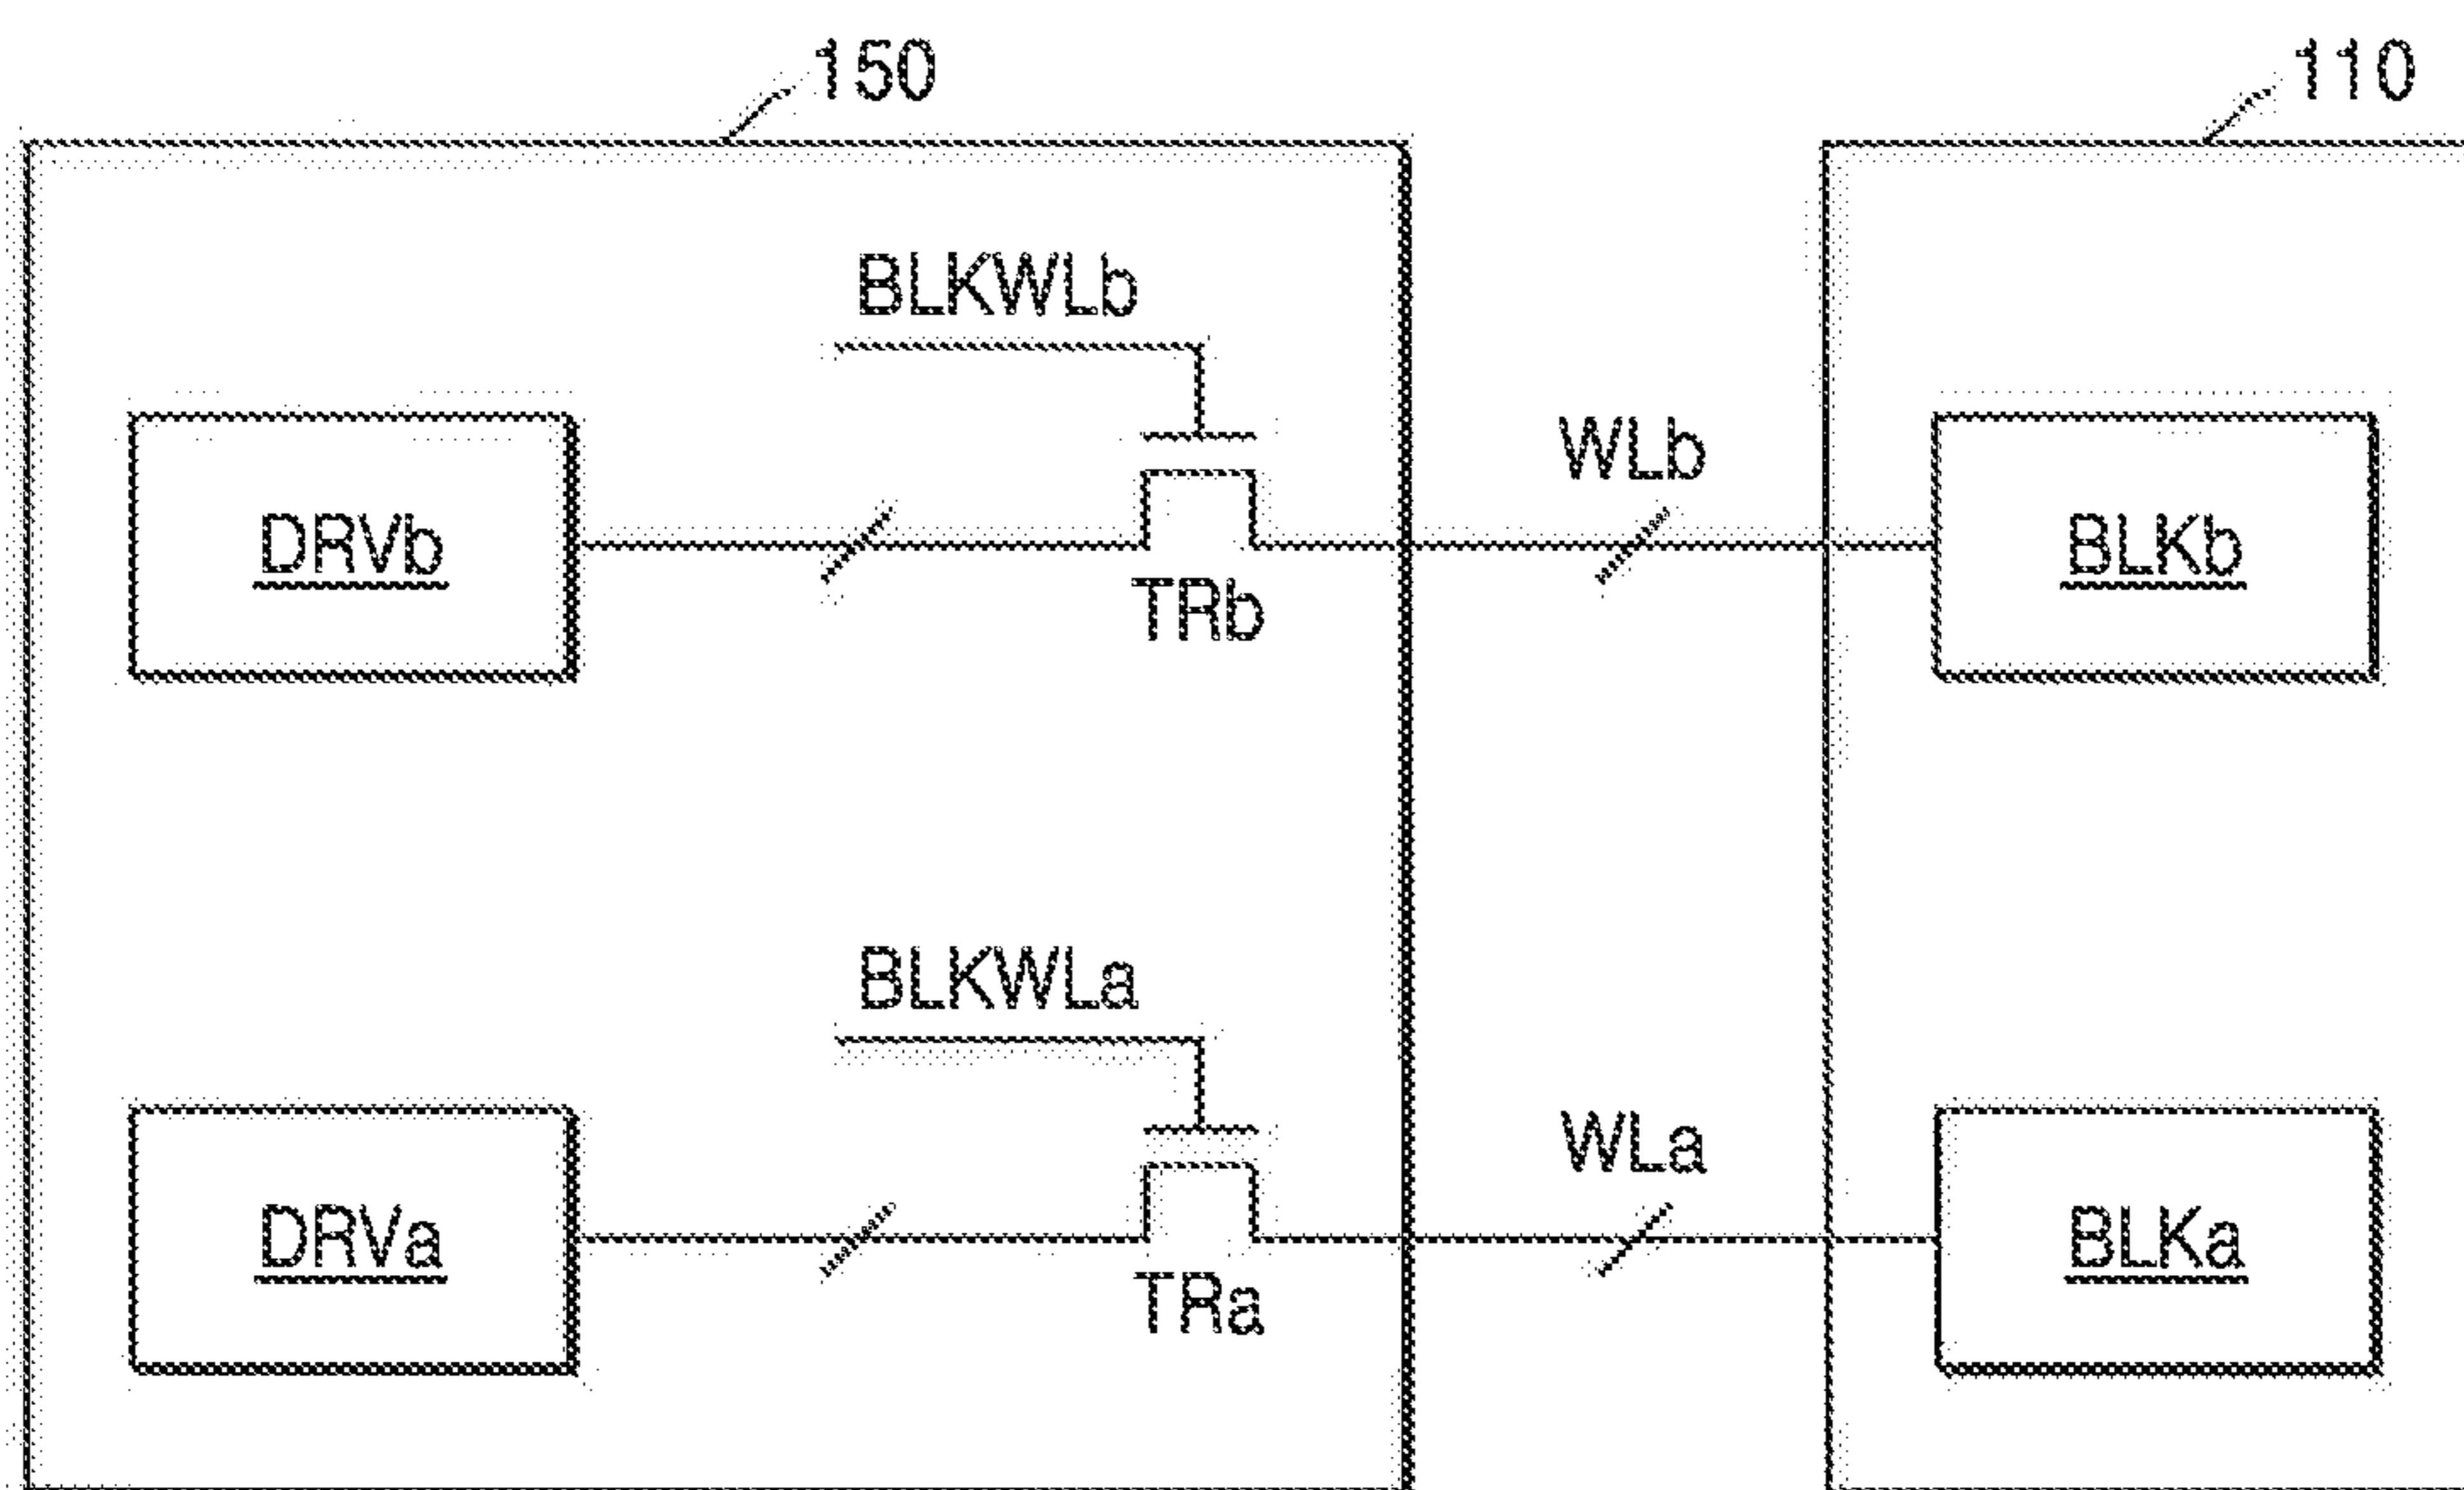 150
110
BLKWLb
WLb
DRVb
BLKb
TRb
BLKWLa
WLa
DRVa
BLKa
TRa